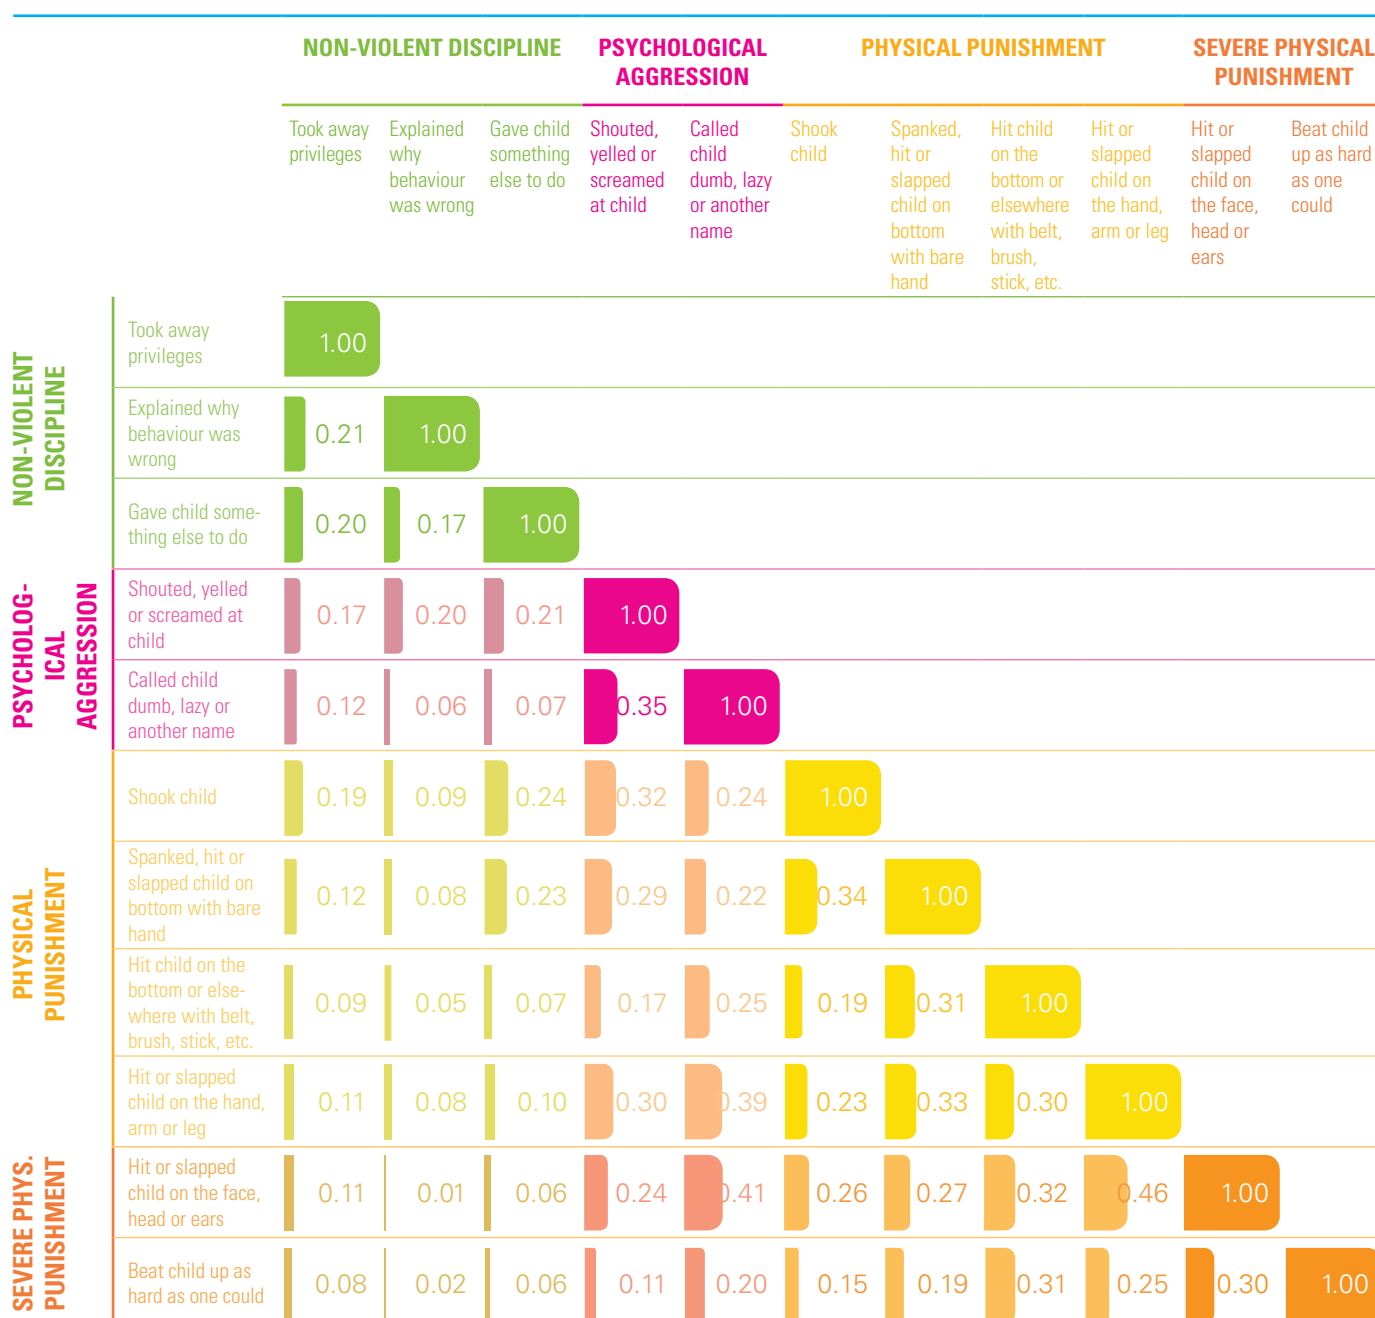 NON-VIOLENT DISCIPLINE
PSYCHOLOGICAL
AGGRESSION
PHYSICAL PUNISHMENT
SEVERE PHYSICAL
PUNISHMENT
Took away
privileges
Explained
why
behaviour
was wrong
Gave child
something
else to do
Shouted,
yelled or
screamed
at child
Called
child
dumb, lazy
or another
name
Shook
child
Spanked,
hit or
slapped
child on
bottom
with bare
hand
Hit child
on the
bottom or
elsewhere
with belt,
brush,
stick, etc.
Hit or
slapped
child on
the hand,
arm or leg
Hit or
slapped
child on
the face,
head or
ears
Beat child
up as hard
as one
could
NON-VIOLENT
DISCIPLINE
Took away
privileges
1.00
Explained why
behaviour was
wrong
0.21 1.00
Gave child some-
thing else to do
0.20 0.17 1.00
PSYCHOLOG-
ICAL
AGGRESSION
Shouted, yelled
or screamed at
child
0.17 0.20 0.21 1.00
Called child
dumb, lazy or
another name
0.12 0.06 0.07 0.35 1.00
PHYSICAL
PUNISHMENT
Shook child
0.19 0.09 0.24 0.32 0.24 1.00
Spanked, hit or
slapped child on
bottom with bare
hand
0.12 0.08 0.23 0.29 0.22 0.34 1.00
Hit child on the
bottom or else-
where with belt,
brush, stick, etc.
0.09 0.05 0.07 0.17 0.25 0.19 0.31 1.00
Hit or slapped
child on the hand,
arm or leg
0.11 0.08 0.10 0.30 0.39 0.23 0.33 0.30 1.00
SEVERE PHYS.
PUNISHMENT
Hit or slapped
child on the face,
head or ears
0.11 0.01 0.06 0.24 0.41 0.26 0.27 0.32 0.46 1.00
Beat child up as
hard as one could
0.08 0.02 0.06 0.11 0.20 0.15 0.19 0.31 0.25 0.30 1.00